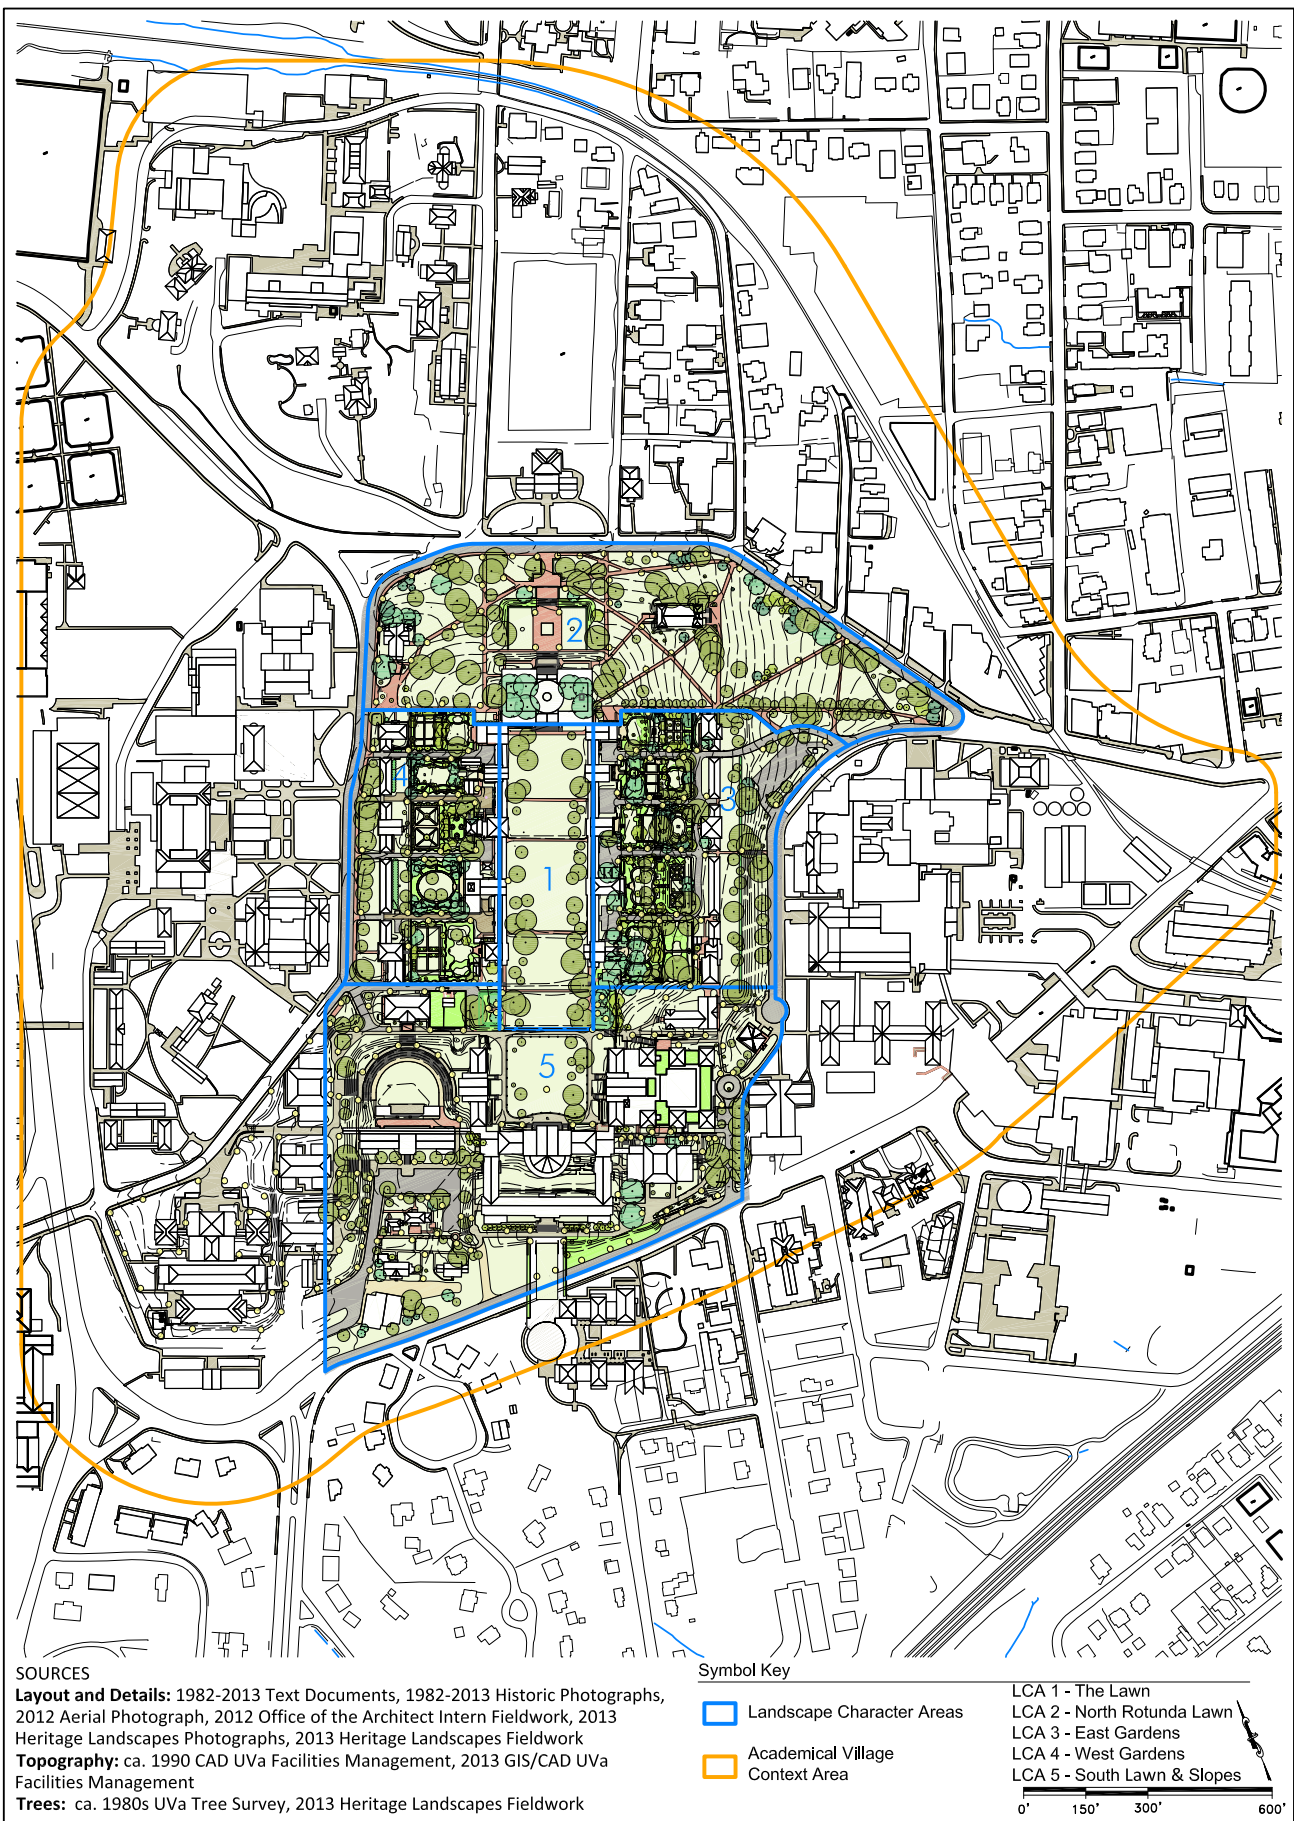 2
4
3
1
5
SOURCES
Layout and Details: 1982-2013 Text Documents, 1982-2013 Historic Photographs,
2012 Aerial Photograph, 2012 Office of the Architect Intern Fieldwork, 2013
Heritage Landscapes Photographs, 2013 Heritage Landscapes Fieldwork
Topography: ca. 1990 CAD UVa Facilities Management, 2013 GIS/CAD UVa
Facilities Management
Trees: ca. 1980s UVa Tree Survey, 2013 Heritage Landscapes Fieldwork
Symbol Key
Landscape Character Areas
Academical Village
Context Area
LCA 1 - The Lawn
LCA 2 - North Rotunda Lawn
LCA 3 - East Gardens
LCA 4 - West Gardens
LCA 5 - South Lawn & Slopes
0' 150' 300' 600'